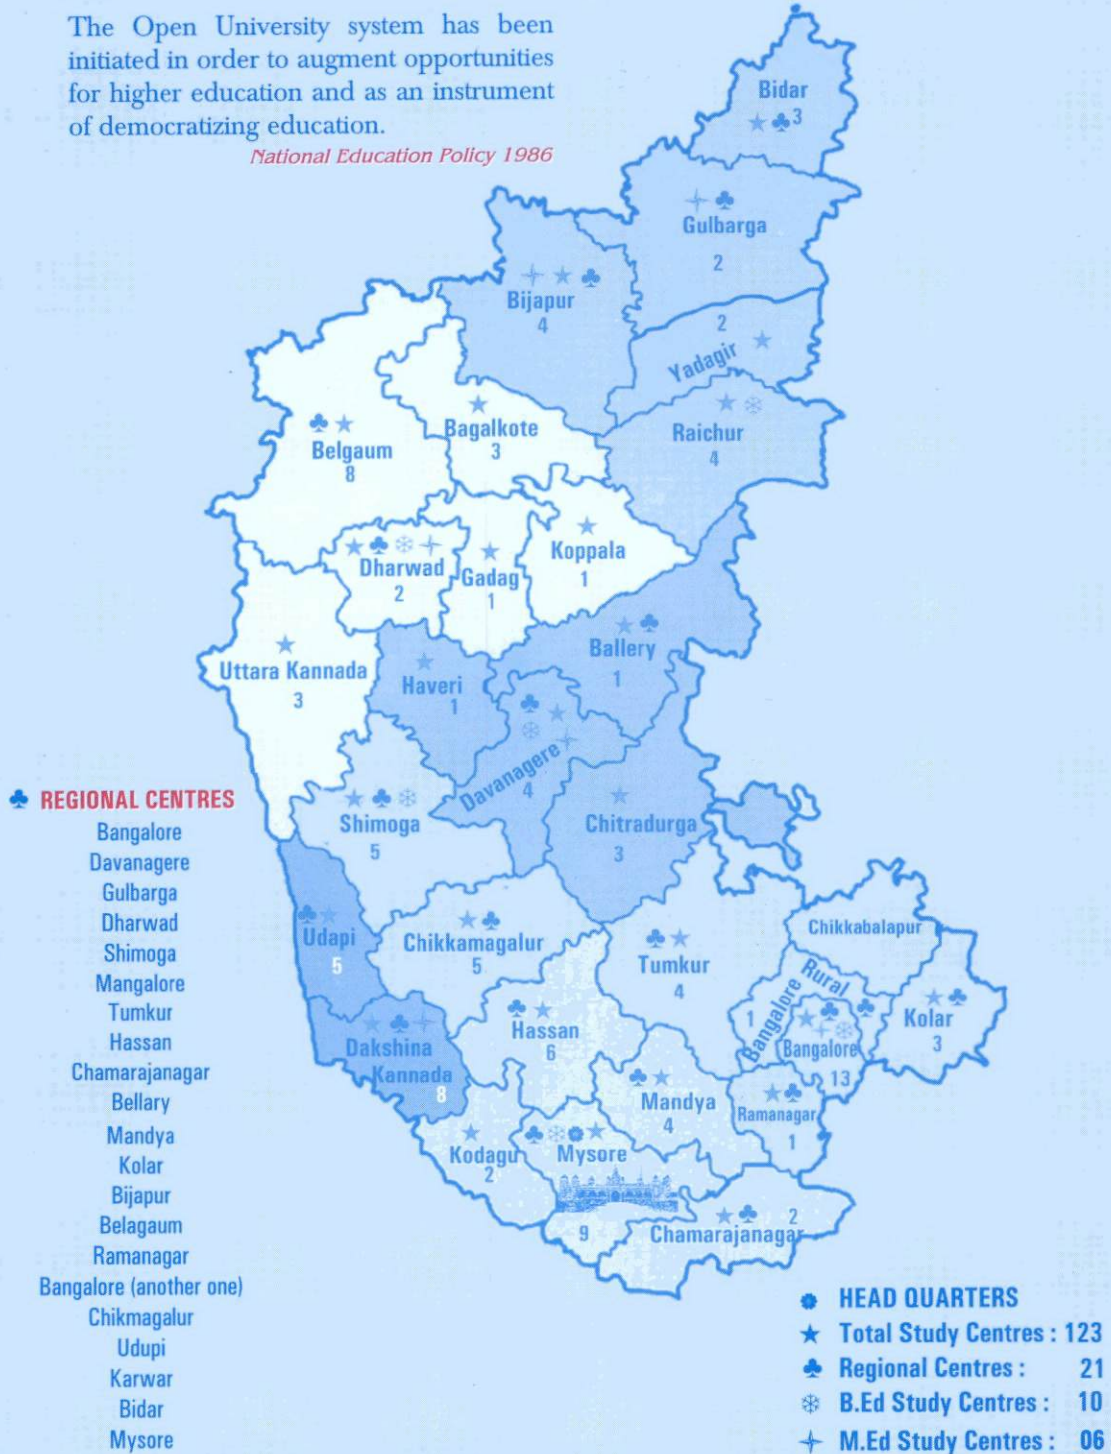 The Open University system has been
initiated in order to augment opportunities
for higher education and as an instrument
of democratizing education.
National Education Policy 1986
Bidar
3
Gulbarga
2
Bijapur
4
2
Yadagir
Raichur
4
Bagalkote
3
Belgaum
8
Koppala
1
Dharwad
2
Gadag
1
Ballery
1
Uttara Kannada
3
Haveri
1
Davanagere
4
Shimoga
5
Chitradurga
3
Udapi
5
Chikkamagalur
5
Tumkur
4
Chikkabalapur
Bangalore Rural
1
Kolar
3
Bangalore
13
Hassan
6
Dakshina
Kannada
8
Mandya
4
Ramanagar
1
Kodagu
2
Mysore
9
Chamarajanagar
2
REGIONAL CENTRES
Bangalore
Davanagere
Gulbarga
Dharwad
Shimoga
Mangalore
Tumkur
Hassan
Chamarajanagar
Bellary
Mandya
Kolar
Bijapur
Belagaum
Ramanagar
Bangalore (another one)
Chikmagalur
Udupi
Karwar
Bidar
Mysore
HEAD QUARTERS
Total Study Centres : 123
Regional Centres : 21
B.Ed Study Centres : 10
M.Ed Study Centres : 06